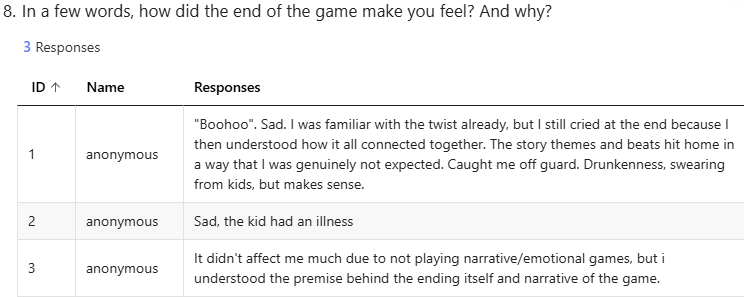 8. In a few words, how did the end of the game make you feel? And why?
3 Responses
ID ↑ Name Responses
"Boohoo". Sad. I was familiar with the twist already, but I still cried at the end because I
then understood how it all connected together. The story themes and beats hit home in
1 anonymous a way that I was genuinely not expected. Caught me off guard. Drunkenness, swearing
from kids, but makes sense.
2 anonymous Sad, the kid had an illness
It didn't affect me much due to not playing narrative/emotional games, but i
3 anonymous understood the premise behind the ending itself and narrative of the game.